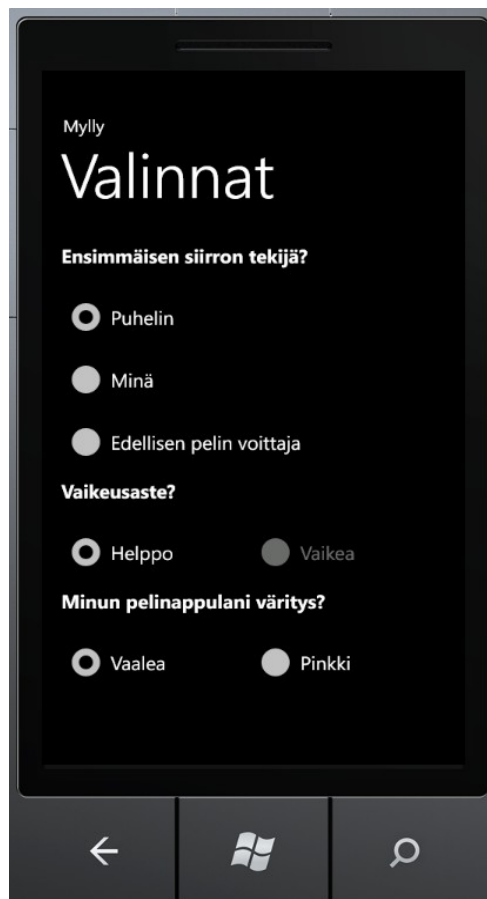 Mylly
Valinnat
Ensimmäisen siirron tekijä?
Puhelin
Minä
Edellisen pelin voittaja
Vaikeusaste?
Helppo Vaikea
Minun pelinappulani väritys?
Vaalea Pinkki